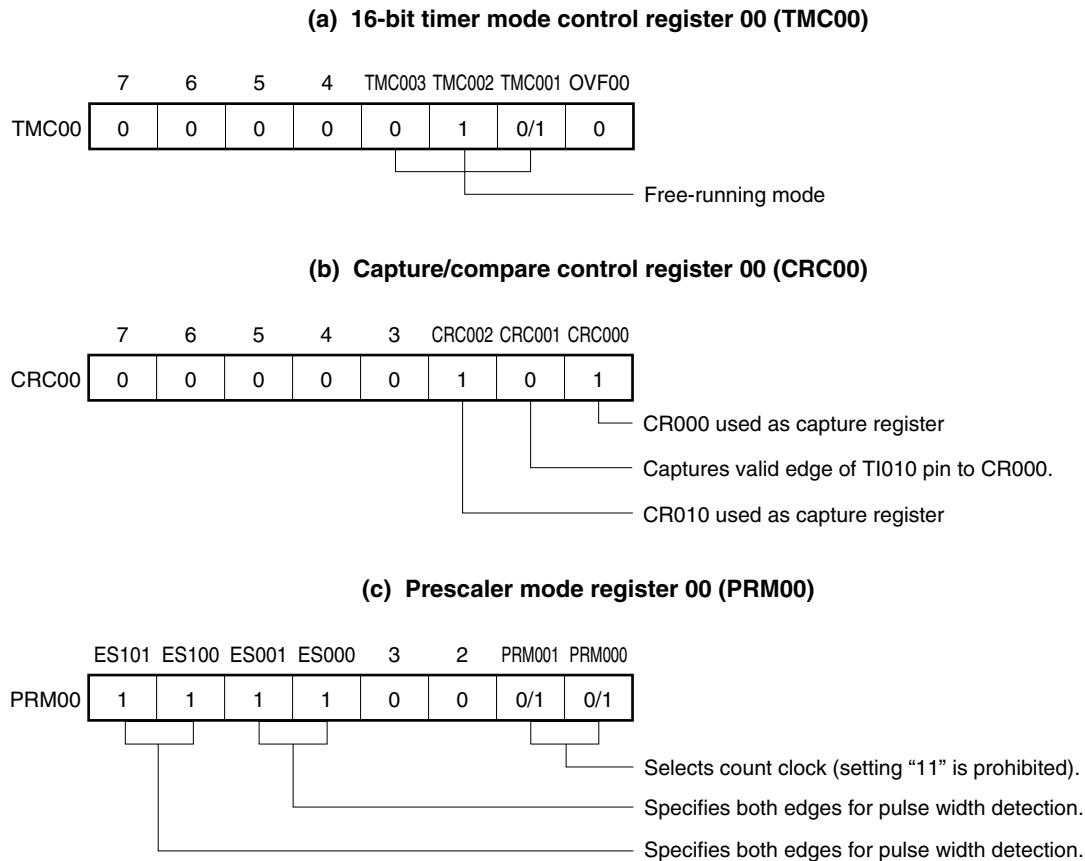 (a) 16-bit timer mode control register 00 (TMC00)
7 6 5 4 TMC003 TMC002 TMC001 OVF00
TMC00 0 0 0 0 0 1 0/1 0
Free-running mode
(b) Capture/compare control register 00 (CRC00)
7 6 5 4 3 CRC002 CRC001 CRC000
CRC00 0 0 0 0 0 1 0 1
CR000 used as capture register
Captures valid edge of TI010 pin to CR000.
CR010 used as capture register
(c) Prescaler mode register 00 (PRM00)
ES101 ES100 ES001 ES000 3 2 PRM001 PRM000
PRM00 1 1 1 1 0 0 0/1 0/1
Selects count clock (setting “11” is prohibited).
Specifies both edges for pulse width detection.
Specifies both edges for pulse width detection.